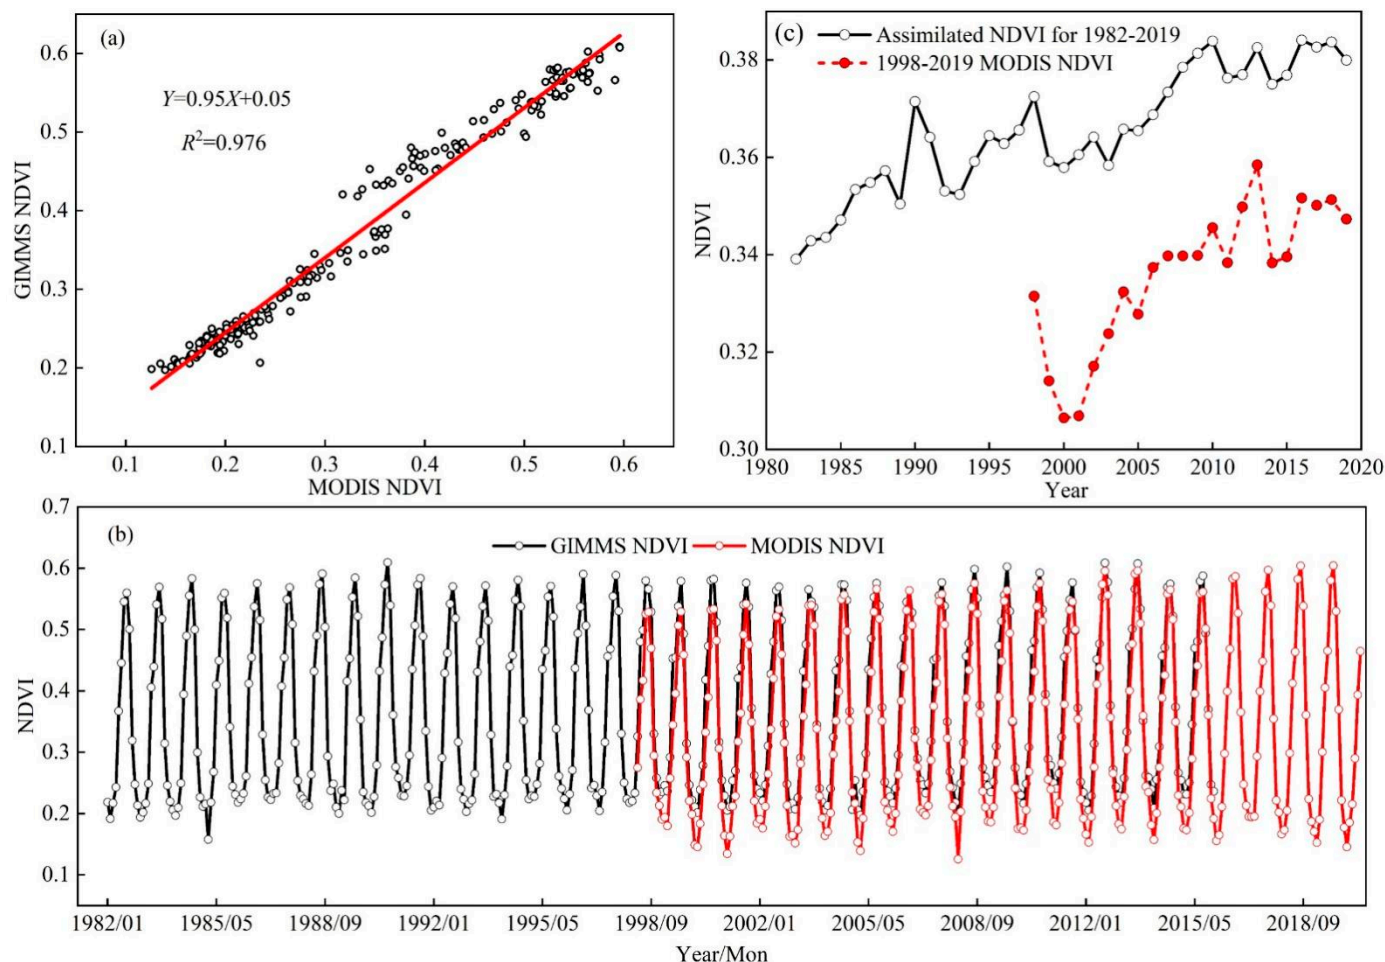 (a)
Y=0.95X+0.05
R²=0.976
GIMMS NDVI
0.6
0.5
0.4
0.3
0.2
0.1
0.1 0.2 0.3 0.4 0.5 0.6
MODIS NDVI
(c)
Assimilated NDVI for 1982-2019
1998-2019 MODIS NDVI
NDVI
0.38
0.36
0.34
0.32
0.30
1980 1985 1990 1995 2000 2005 2010 2015 2020
Year
(b)
GIMMS NDVI MODIS NDVI
NDVI
0.7
0.6
0.5
0.4
0.3
0.2
0.1
1982/01 1985/05 1988/09 1992/01 1995/05 1998/09 2002/01 2005/05 2008/09 2012/01 2015/05 2018/09
Year/Mon